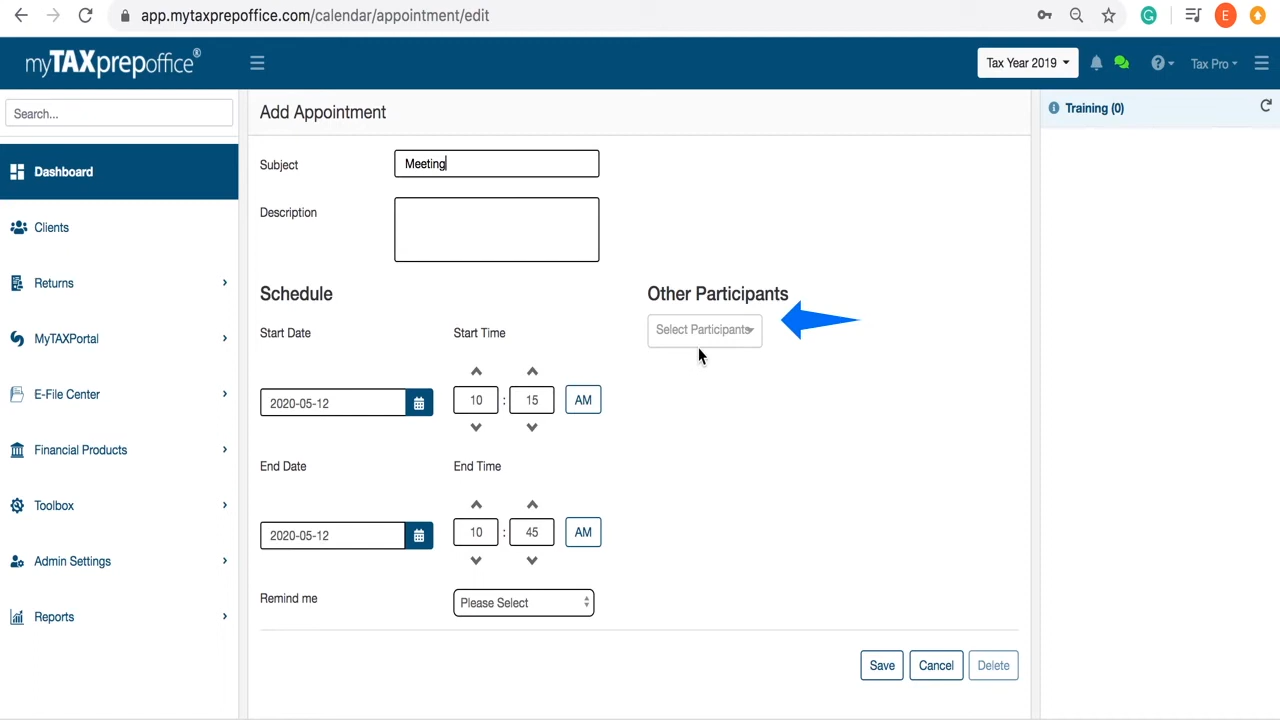 app.mytaxprepoffice.com/calendar/appointment/edit
E
myTAXprepoffice®
Tax Year 2019
Tax Pro
Search...
Add Appointment
Training (0)
Dashboard
Clients
Returns
MyTAXPortal
E-File Center
Financial Products
Toolbox
Admin Settings
Reports
Subject
Meeting
Description
Schedule
Other Participants
Start Date
Start Time
Select Participants
2020-05-12
10 : 15 AM
End Date
End Time
2020-05-12
10 : 45 AM
Remind me
Please Select
Save
Cancel
Delete